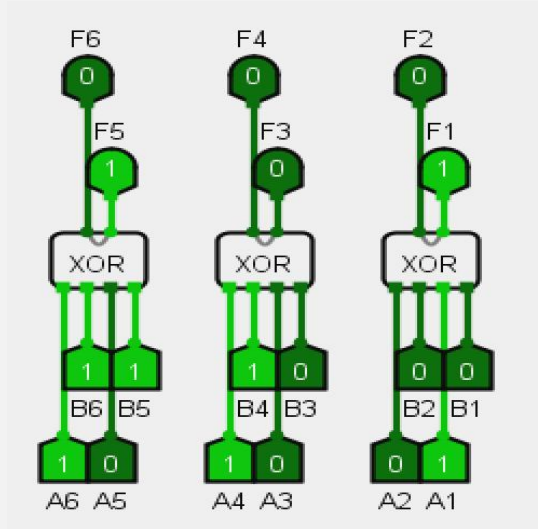 F6 F4 F2
0 0 0
F5 F3 F1
1 0 1
XOR XOR XOR
1 1 1 0 0 0
B6 B5 B4 B3 B2 B1
1 0 1 0 0 1
A6 A5 A4 A3 A2 A1